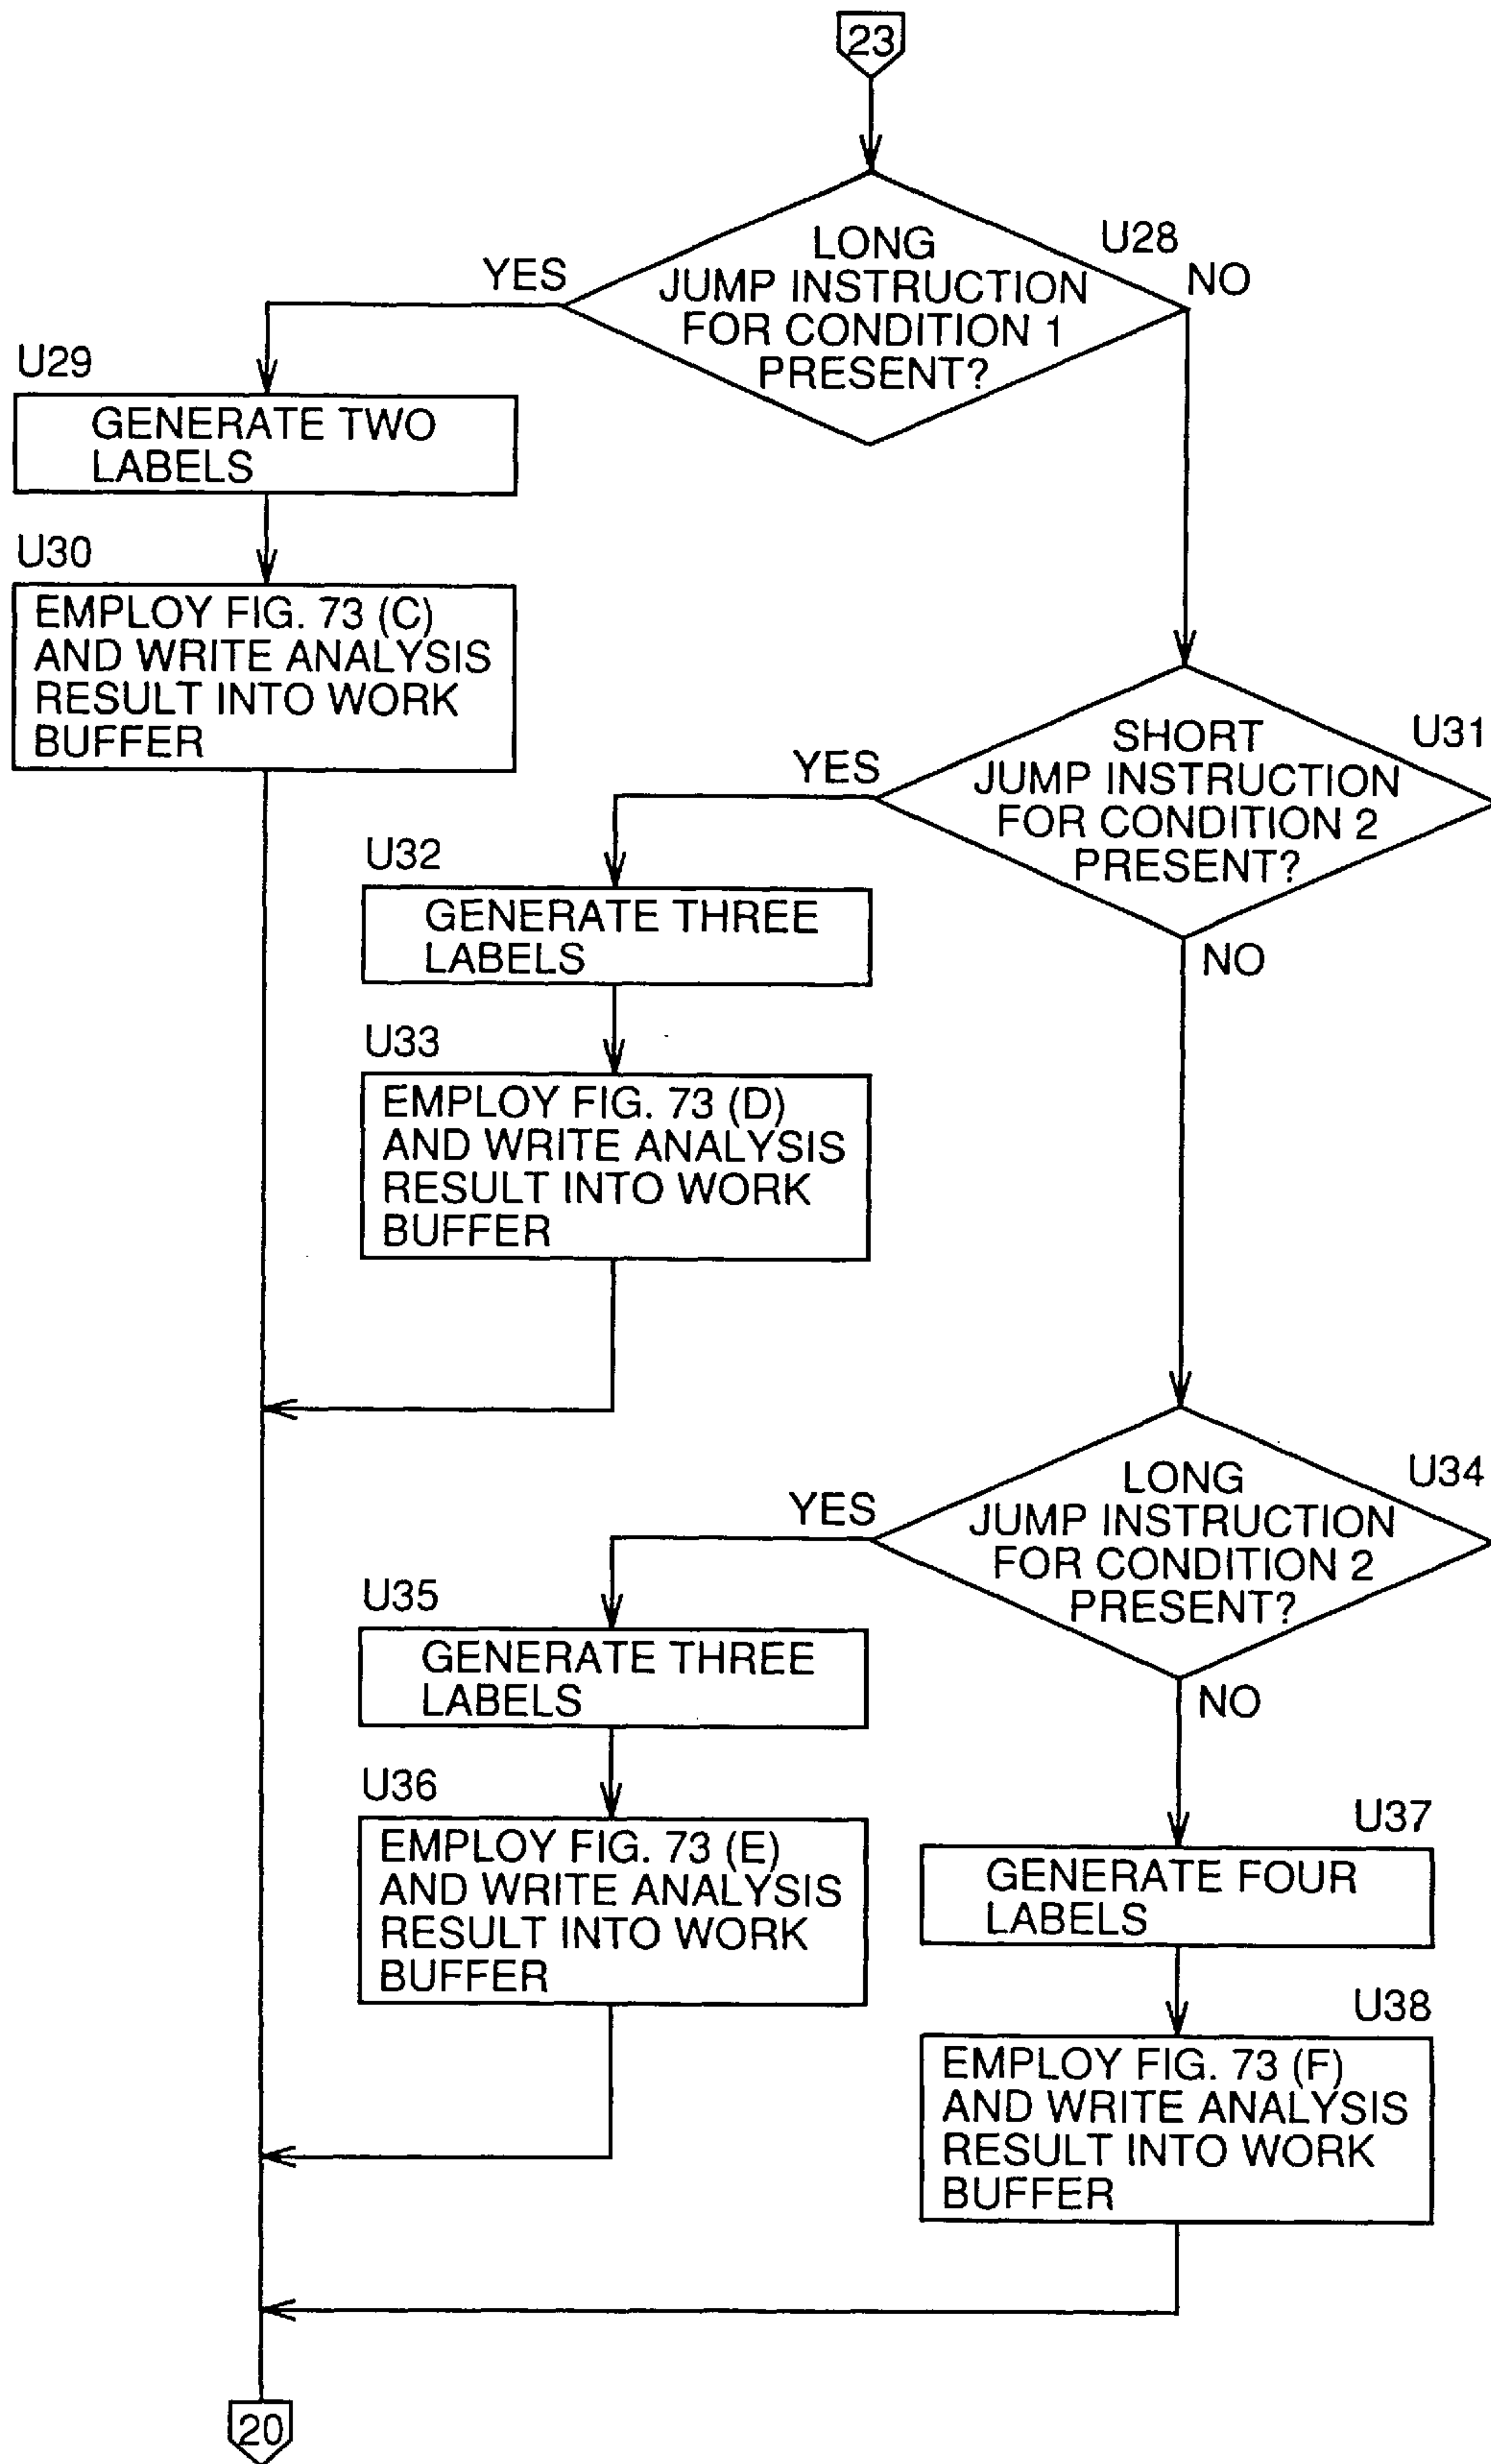 23
U28
LONG
JUMP INSTRUCTION
FOR CONDITION 1
PRESENT?
YES
NO
U29
GENERATE TWO
LABELS
U30
EMPLOY FIG. 73 (C)
AND WRITE ANALYSIS
RESULT INTO WORK
BUFFER
U31
SHORT
JUMP INSTRUCTION
FOR CONDITION 2
PRESENT?
YES
NO
U32
GENERATE THREE
LABELS
U33
EMPLOY FIG. 73 (D)
AND WRITE ANALYSIS
RESULT INTO WORK
BUFFER
U34
LONG
JUMP INSTRUCTION
FOR CONDITION 2
PRESENT?
YES
NO
U35
GENERATE THREE
LABELS
U36
EMPLOY FIG. 73 (E)
AND WRITE ANALYSIS
RESULT INTO WORK
BUFFER
U37
GENERATE FOUR
LABELS
U38
EMPLOY FIG. 73 (F)
AND WRITE ANALYSIS
RESULT INTO WORK
BUFFER
20